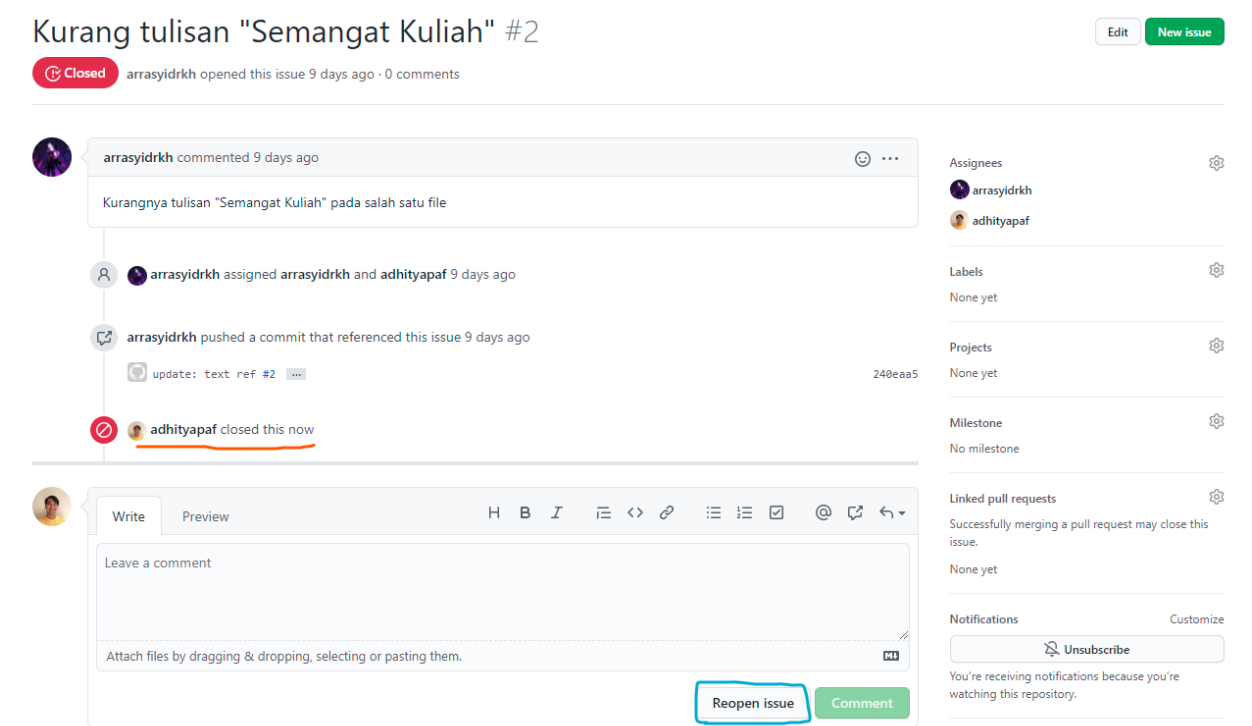 Kurang tulisan "Semangat Kuliah" #2
Edit
New issue
Closed
arrasyidrkh opened this issue 9 days ago · 0 comments
arrasyidrkh commented 9 days ago
Kurangnya tulisan "Semangat Kuliah" pada salah satu file
arrasyidrkh assigned arrasyidrkh and adhityapaf 9 days ago
arrasyidrkh pushed a commit that referenced this issue 9 days ago
update: text ref #2 ...
240eaa5
adhityapaf closed this now
Write
Preview
Leave a comment
Attach files by dragging & dropping, selecting or pasting them.
Reopen issue
Comment
Assignees
arrasyidrkh
adhityapaf
Labels
None yet
Projects
None yet
Milestone
No milestone
Linked pull requests
Successfully merging a pull request may close this
issue.
None yet
Notifications
Customize
Unsubscribe
You're receiving notifications because you're
watching this repository.